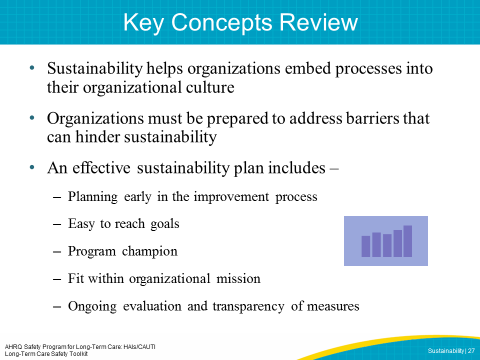 Key Concepts Review
• Sustainability helps organizations embed processes into
their organizational culture
• Organizations must be prepared to address barriers that
can hinder sustainability
• An effective sustainability plan includes –
– Planning early in the improvement process
– Easy to reach goals
– Program champion
– Fit within organizational mission
– Ongoing evaluation and transparency of measures
AHRQ Safety Program for Long-Term Care: HAIs/CAUTI
Long-Term Care Safety Toolkit
Sustainability | 27